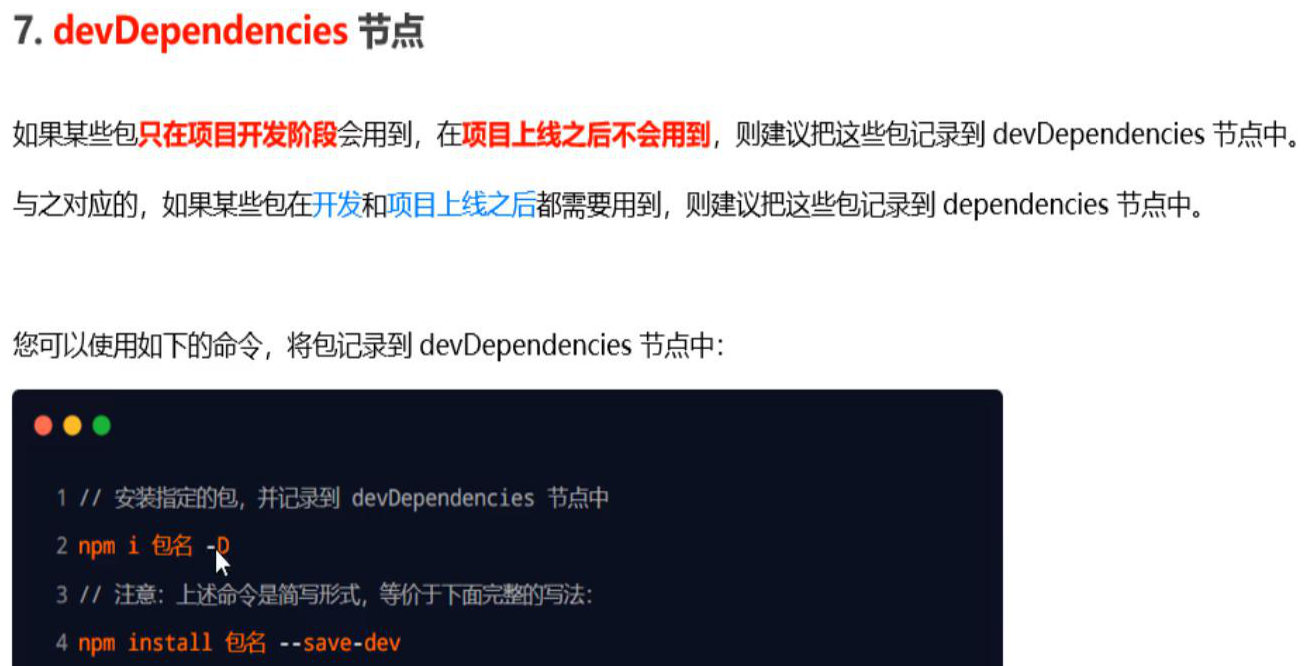 7. devDependencies 节点
如果某些包只在项目开发阶段会用到，在项目上线之后不会用到，则建议把这些包记录到 devDependencies 节点中。
与之对应的，如果某些包在开发和项目上线之后都需要用到，则建议把这些包记录到 dependencies 节点中。
您可以使用如下的命令，将包记录到 devDependencies 节点中：
1 // 安装指定的包，并记录到 devDependencies 节点中
2 npm i 包名 -D
3 // 注意：上述命令是简写形式，等价于下面完整的写法：
4 npm install 包名 --save-dev